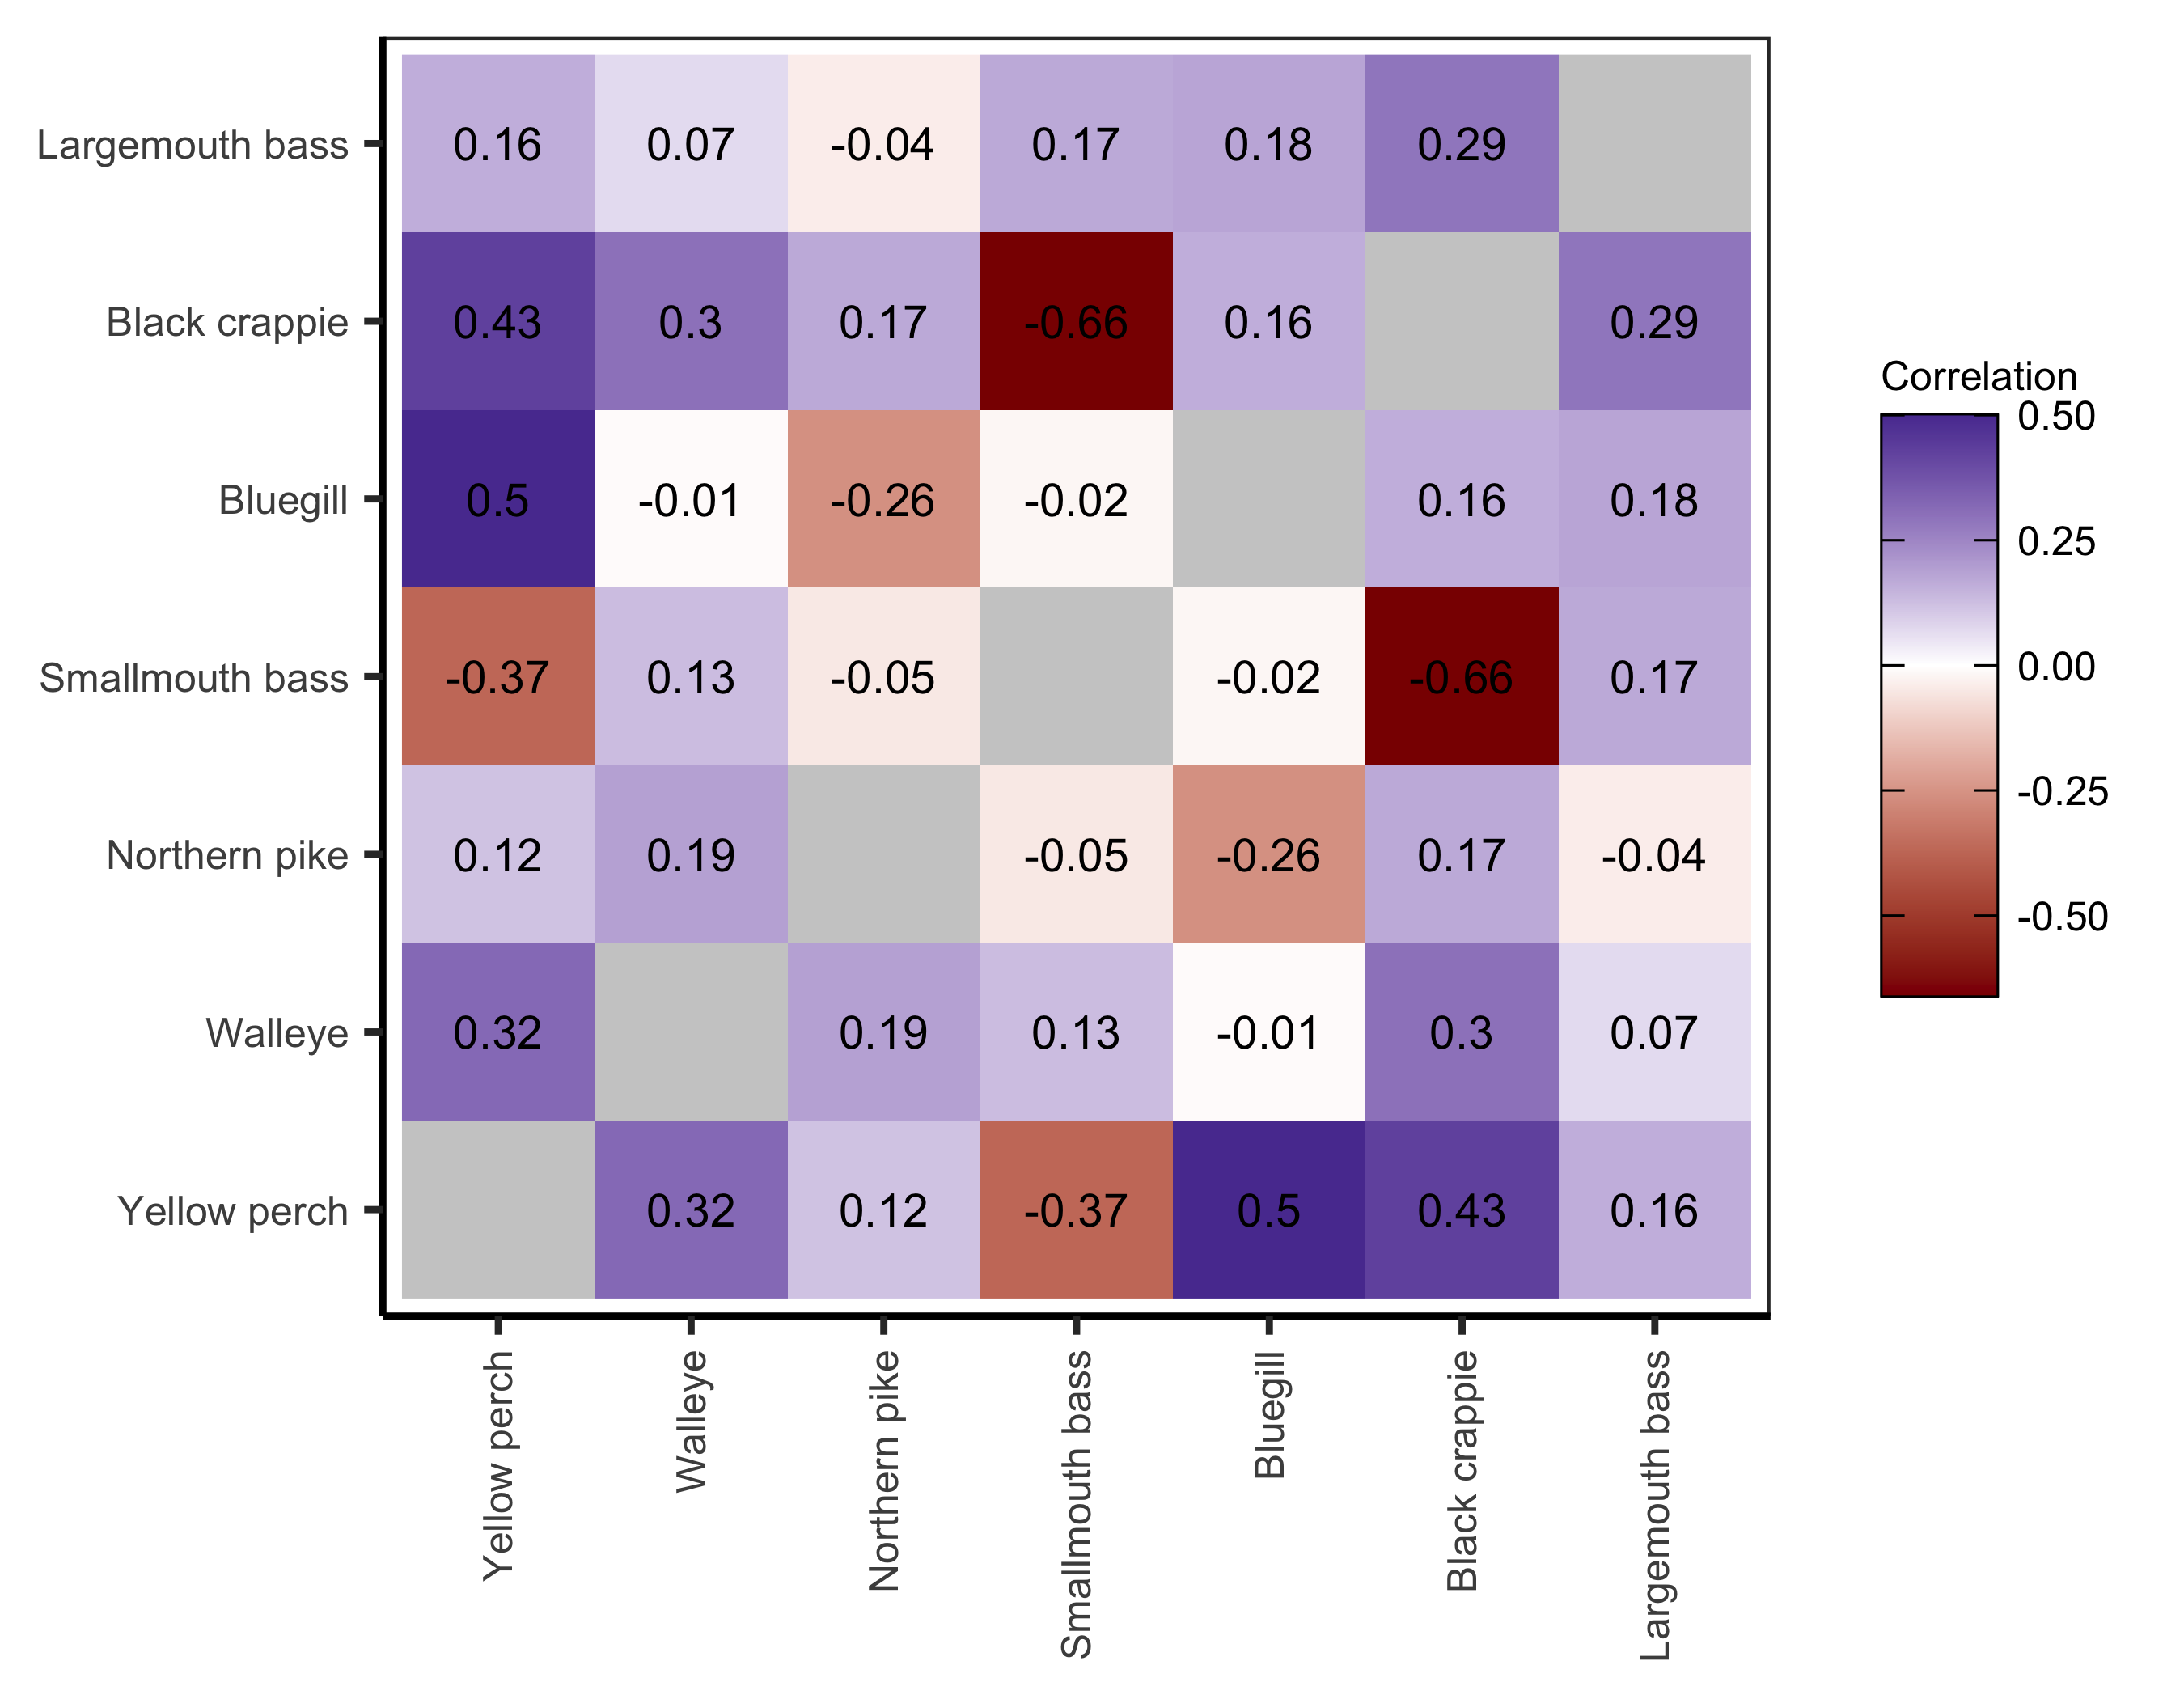 Largemouth bass 0.16 0.07 -0.04 0.17 0.18 0.29
Black crappie 0.43 0.3 0.17 -0.66 0.16 0.29
Bluegill 0.5 -0.01 -0.26 -0.02 0.16 0.18
Smallmouth bass -0.37 0.13 -0.05 -0.02 -0.66 0.17
Northern pike 0.12 0.19 -0.05 -0.26 0.17 -0.04
Walleye 0.32 0.19 0.13 -0.01 0.3 0.07
Yellow perch 0.32 0.12 -0.37 0.5 0.43 0.16
Yellow perch
Walleye
Northern pike
Smallmouth bass
Bluegill
Black crappie
Largemouth bass
Correlation
0.50
0.25
0.00
-0.25
-0.50